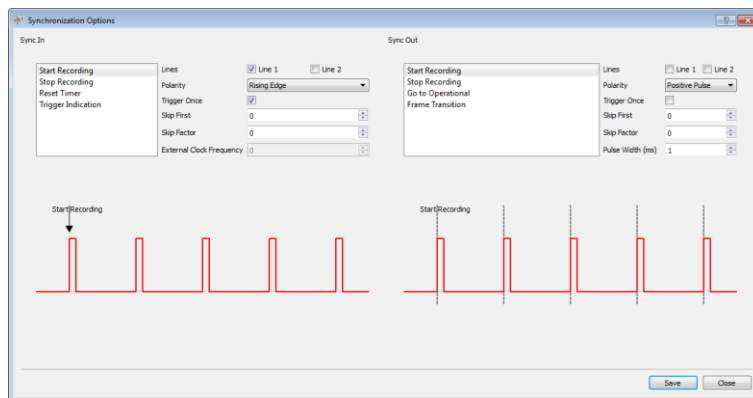 Synchronization Options
Sync In
Start Recording
Stop Recording
Reset Timer
Trigger Indication
Lines
Line 1
Line 2
Polarity
Rising Edge
Trigger Once
Skip First
0
Skip Factor
0
External Clock Frequency
0
Start Recording
Sync Out
Start Recording
Stop Recording
Go to Operational
Frame Transition
Lines
Line 1
Line 2
Polarity
Positive Pulse
Trigger Once
Skip First
0
Skip Factor
0
Pulse Width (ms)
1
Start Recording
Save
Close